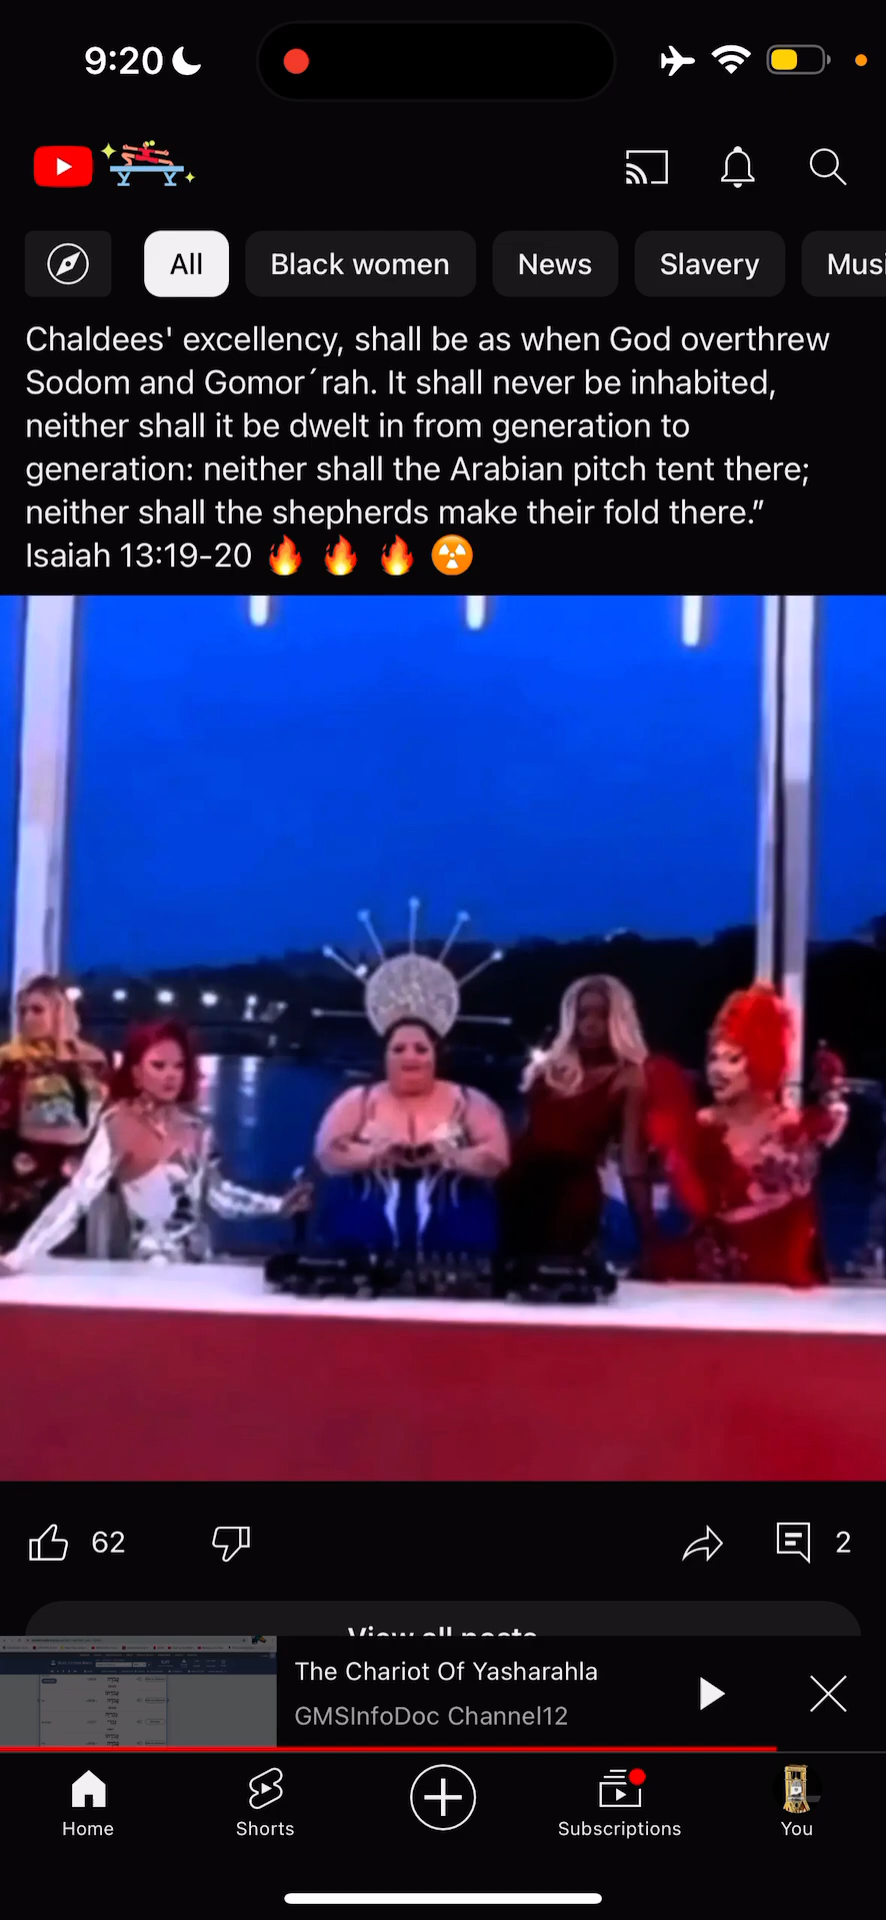 9:20
All
Black women
News
Slavery
Musi
Chaldees' excellency, shall be as when God overthrew
Sodom and Gomor´rah. It shall never be inhabited,
neither shall it be dwelt in from generation to
generation: neither shall the Arabian pitch tent there;
neither shall the shepherds make their fold there.”
Isaiah 13:19-20 🔥 🔥 🔥 ☢️
62
2
View all posts
The Chariot Of Yasharahla
GMSInfoDoc Channel12
Home
Shorts
Subscriptions
You